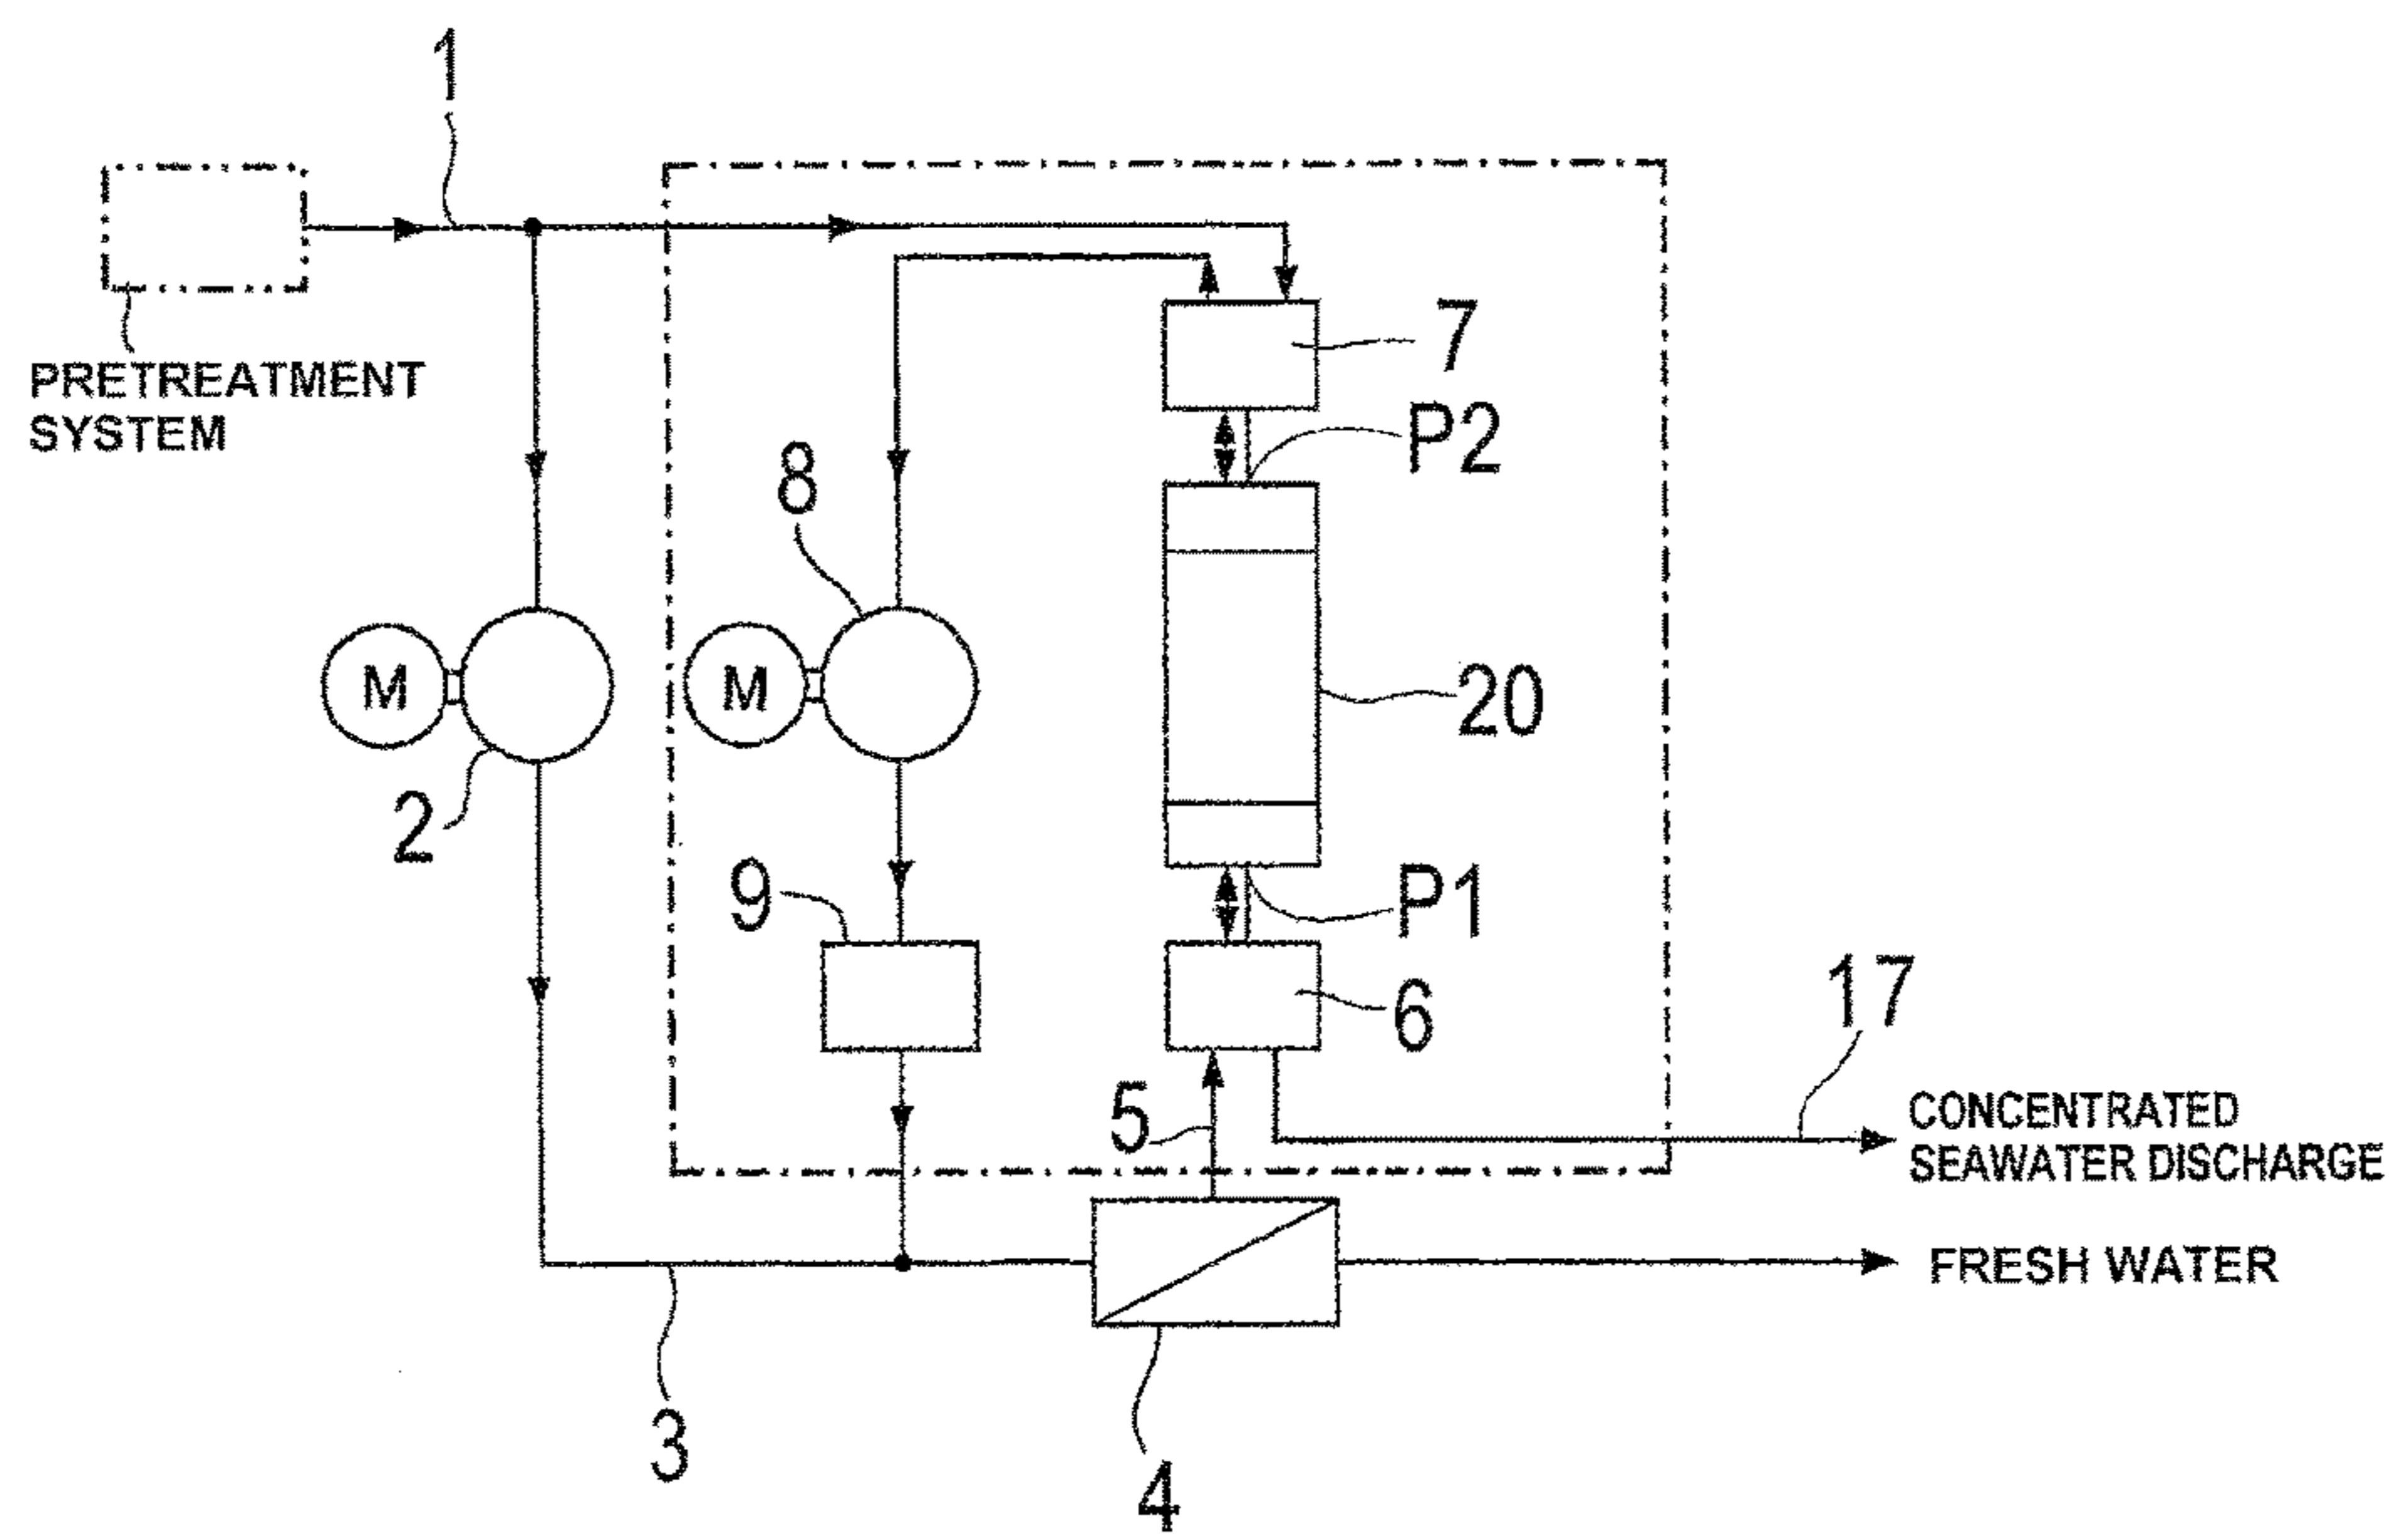 1
PRETREATMENT
SYSTEM
7
P2
8
M
M
20
2
9
P1
6
17
5
CONCENTRATED
SEAWATER DISCHARGE
FRESH WATER
3
4